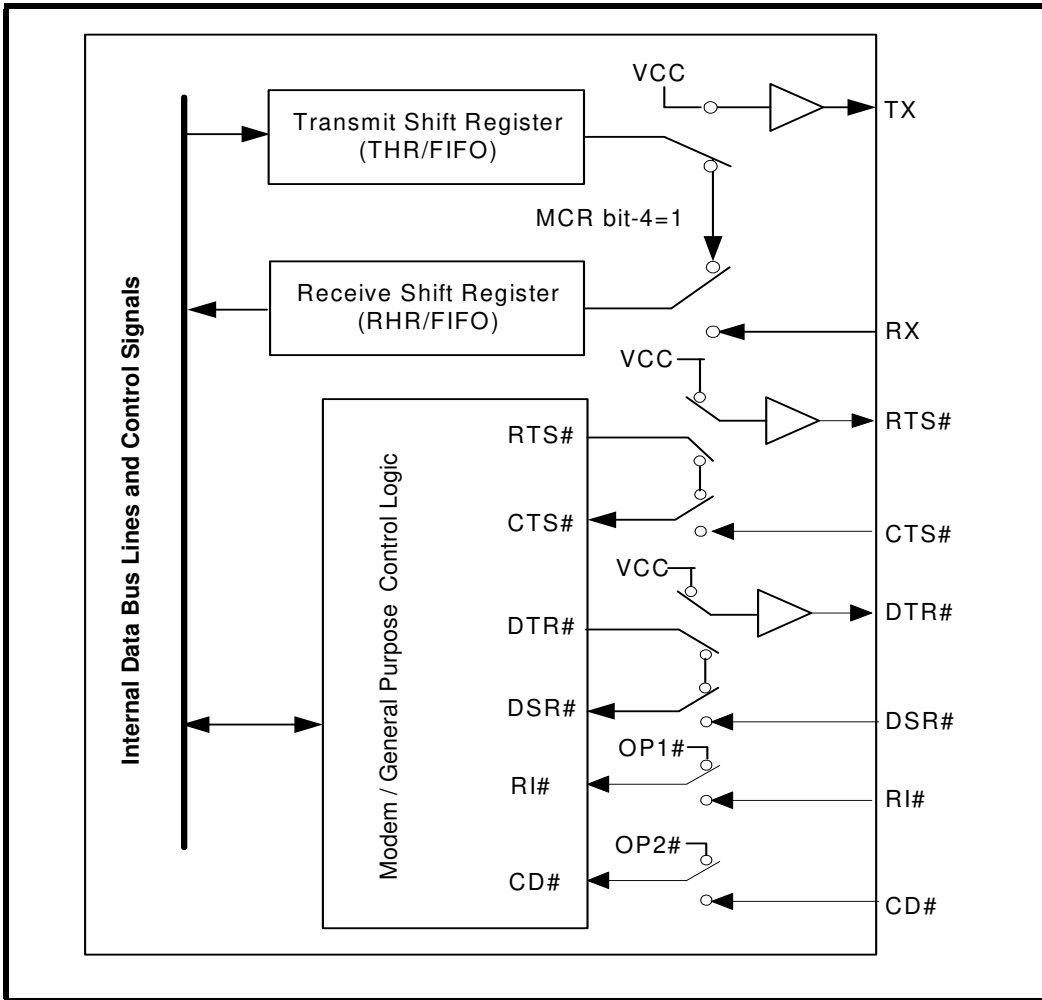 VCC
TX
Transmit Shift Register
(THR/FIFO)
MCR bit-4=1
Receive Shift Register
(RHR/FIFO)
RX
VCC
RTS#
RTS#
CTS#
CTS#
VCC
DTR#
DTR#
DSR#
DSR#
OP1#
RI#
RI#
OP2#
CD#
CD#
Internal Data Bus Lines and Control Signals
Modem / General Purpose Control Logic